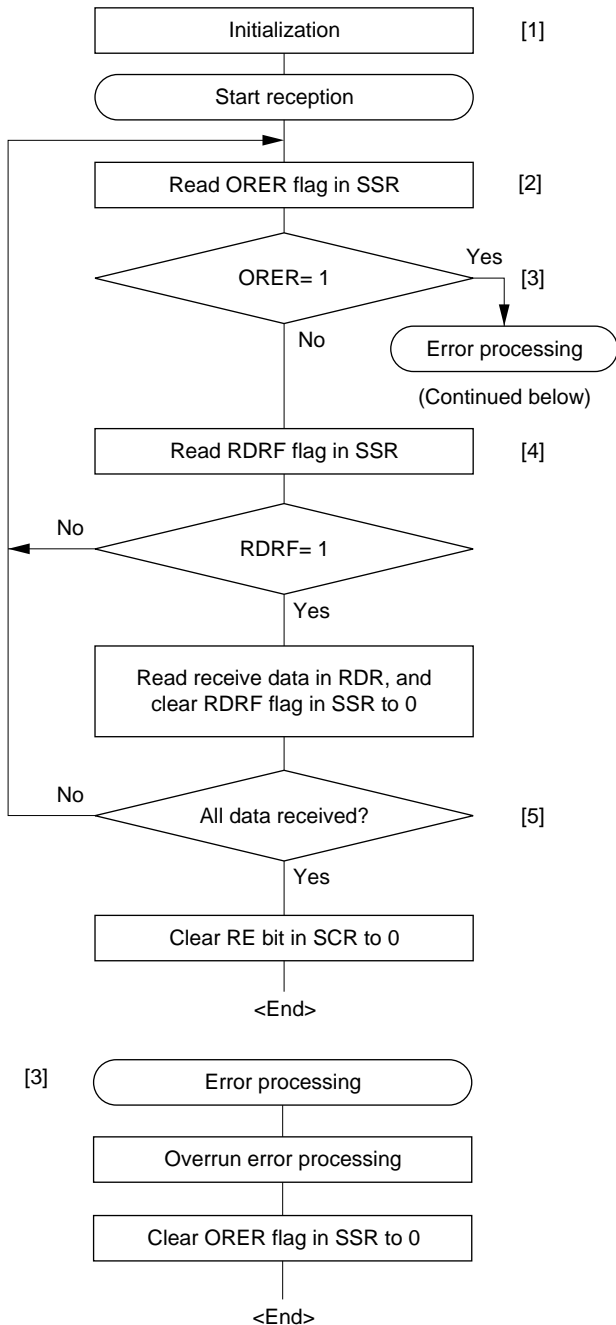 Initialization
[1]
Start reception
Read ORER flag in SSR
[2]
ORER= 1
Yes
[3]
No
Error processing
(Continued below)
Read RDRF flag in SSR
[4]
No
RDRF= 1
Yes
Read receive data in RDR, and
clear RDRF flag in SSR to 0
No
All data received?
[5]
Yes
Clear RE bit in SCR to 0
<End>
[3]
Error processing
Overrun error processing
Clear ORER flag in SSR to 0
<End>